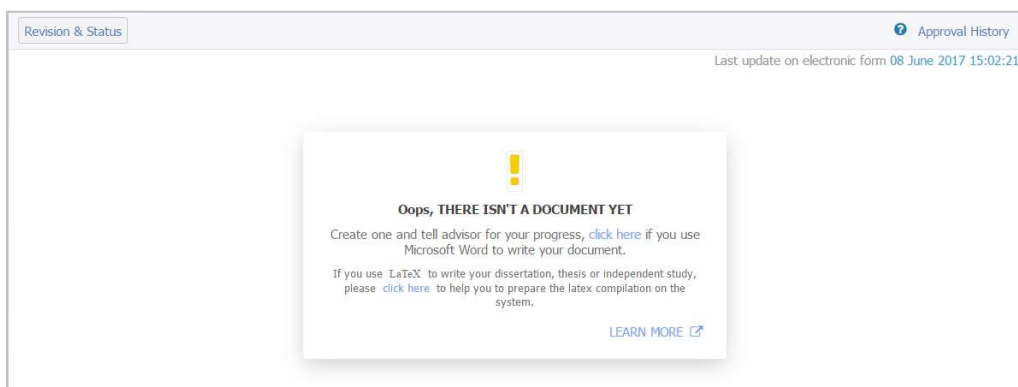 Revision & Status
Approval History
Last update on electronic form 08 June 2017 15:02:21
Oops, THERE ISN'T A DOCUMENT YET
Create one and tell advisor for your progress, click here if you use
Microsoft Word to write your document.
If you use LaTeX to write your dissertation, thesis or independent study,
please click here to help you to prepare the latex compilation on the
system.
LEARN MORE